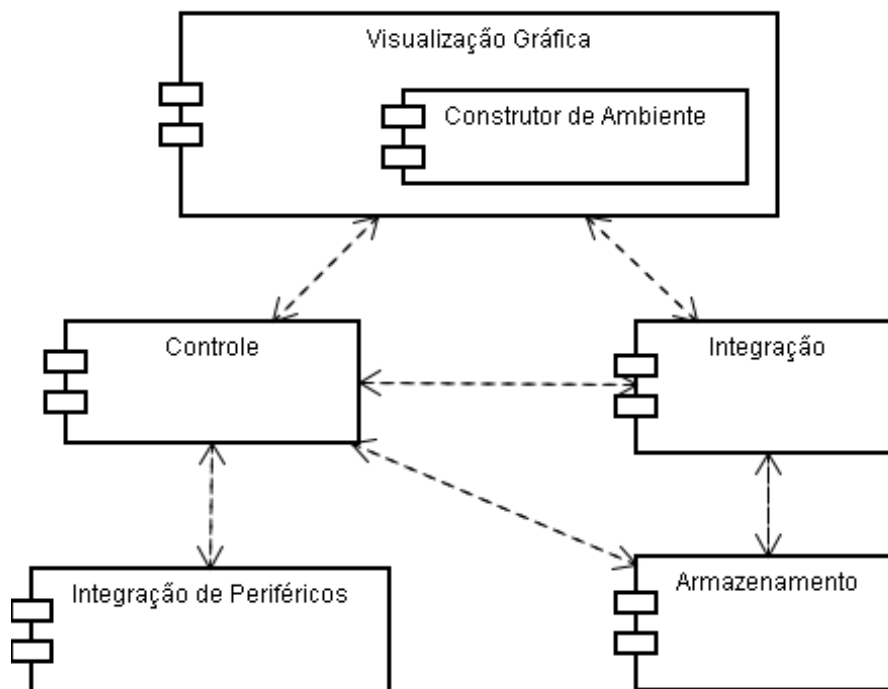 Visualização Gráfica
Construtor de Ambiente
Controle
Integração
Integração de Periféricos
Armazenamento